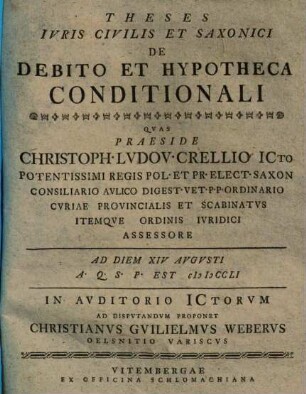 THESES
IVRIS CIVILIS ET SAXONICI
DE
DEBITO ET HYPOTHECA
CONDITIONALI
QVAS
PRAESIDE
CHRISTOPH·LVDOV·CRELLIO ICTO
POTENTISSIMI REGIS POL·ET PR·ELECT·SAXON
CONSILIARIO AVLICO DIGEST·VET·P·P·ORDINARIO
CVRIAE PROVINCIALIS ET SCABINATVS
ITEMQVE ORDINIS IVRIDICI
ASSESSORE
AD DIEM XIV AVGVSTI
A· Q· S· P· EST cIↄ Iↄ CCLI
IN AVDITORIO ICTORVM
AD DISPVTANDVM PROPONET
CHRISTIANVS GVILIELMVS WEBERVS
OELSNITIO VARISCVS
VITEMBERGAE
EX OFFICINA SCHLOMACHIANA